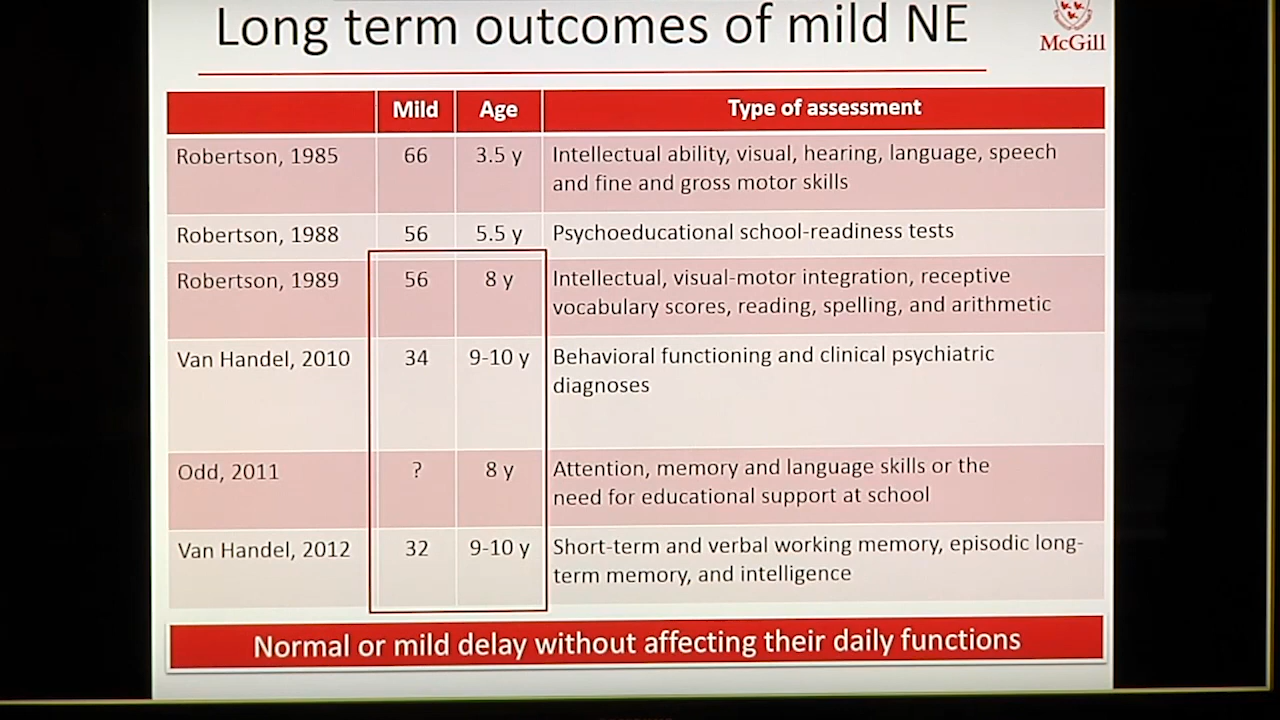 Long term outcomes of mild NE
McGill
Mild Age Type of assessment
Robertson, 1985 66 3.5 y Intellectual ability, visual, hearing, language, speech
and fine and gross motor skills
Robertson, 1988 56 5.5 y Psychoeducational school-readiness tests
Robertson, 1989 56 8 y Intellectual, visual-motor integration, receptive
vocabulary scores, reading, spelling, and arithmetic
Van Handel, 2010 34 9-10 y Behavioral functioning and clinical psychiatric
diagnoses
Odd, 2011 ? 8 y Attention, memory and language skills or the
need for educational support at school
Van Handel, 2012 32 9-10 y Short-term and verbal working memory, episodic long-
term memory, and intelligence
Normal or mild delay without affecting their daily functions